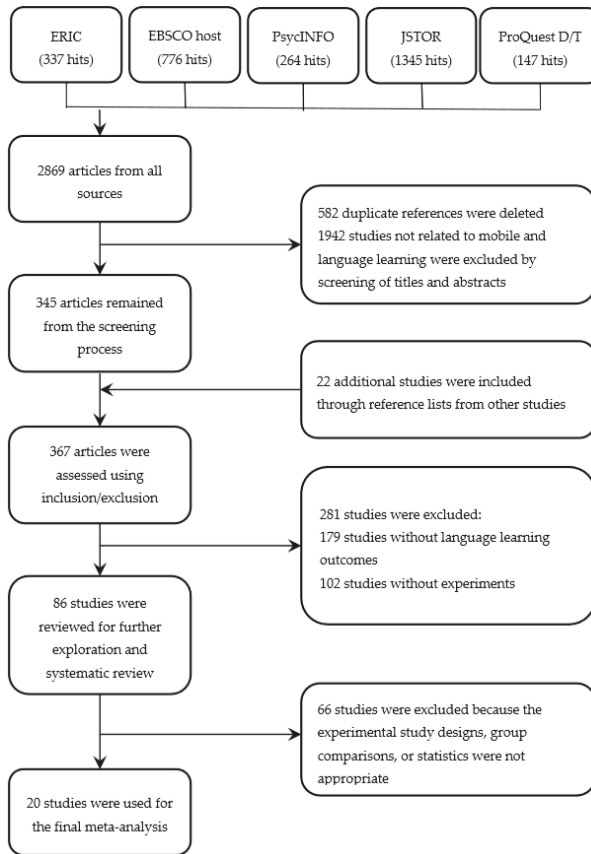 ERIC
(337 hits)
EBSCO host
(776 hits)
PsycINFO
(264 hits)
JSTOR
(1345 hits)
ProQuest D/T
(147 hits)
2869 articles from all
sources
582 duplicate references were deleted
1942 studies not related to mobile and
language learning were excluded by
screening of titles and abstracts
345 articles remained
from the screening
process
22 additional studies were included
through reference lists from other studies
367 articles were
assessed using
inclusion/exclusion
281 studies were excluded:
179 studies without language learning
outcomes
102 studies without experiments
86 studies were
reviewed for further
exploration and
systematic review
66 studies were excluded because the
experimental study designs, group
comparisons, or statistics were not
appropriate
20 studies were used for
the final meta-analysis